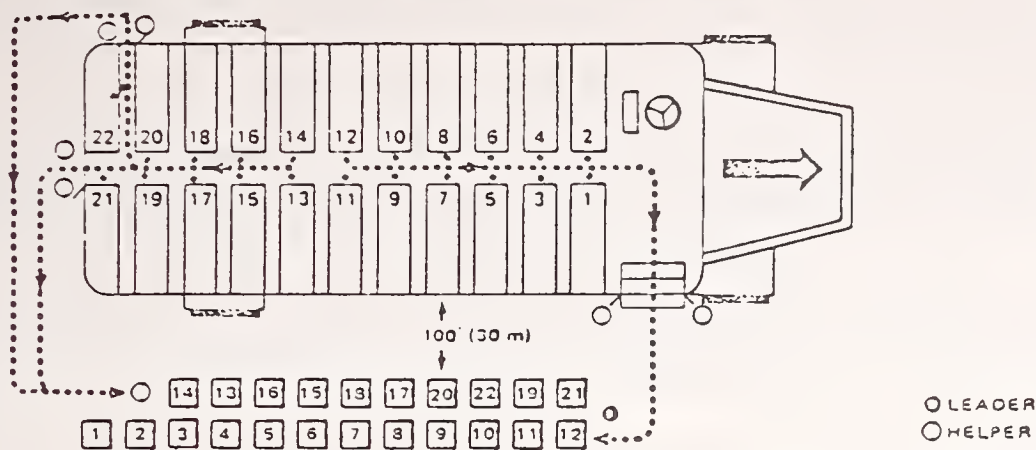 22 20 18 16 14 12 10 8 6 4 2
21 19 17 15 13 11 9 7 5 3 1
100' (30 m)
14 13 16 15 18 17 20 22 19 21
1 2 3 4 5 6 7 8 9 10 11 12
LEADER
HELPER